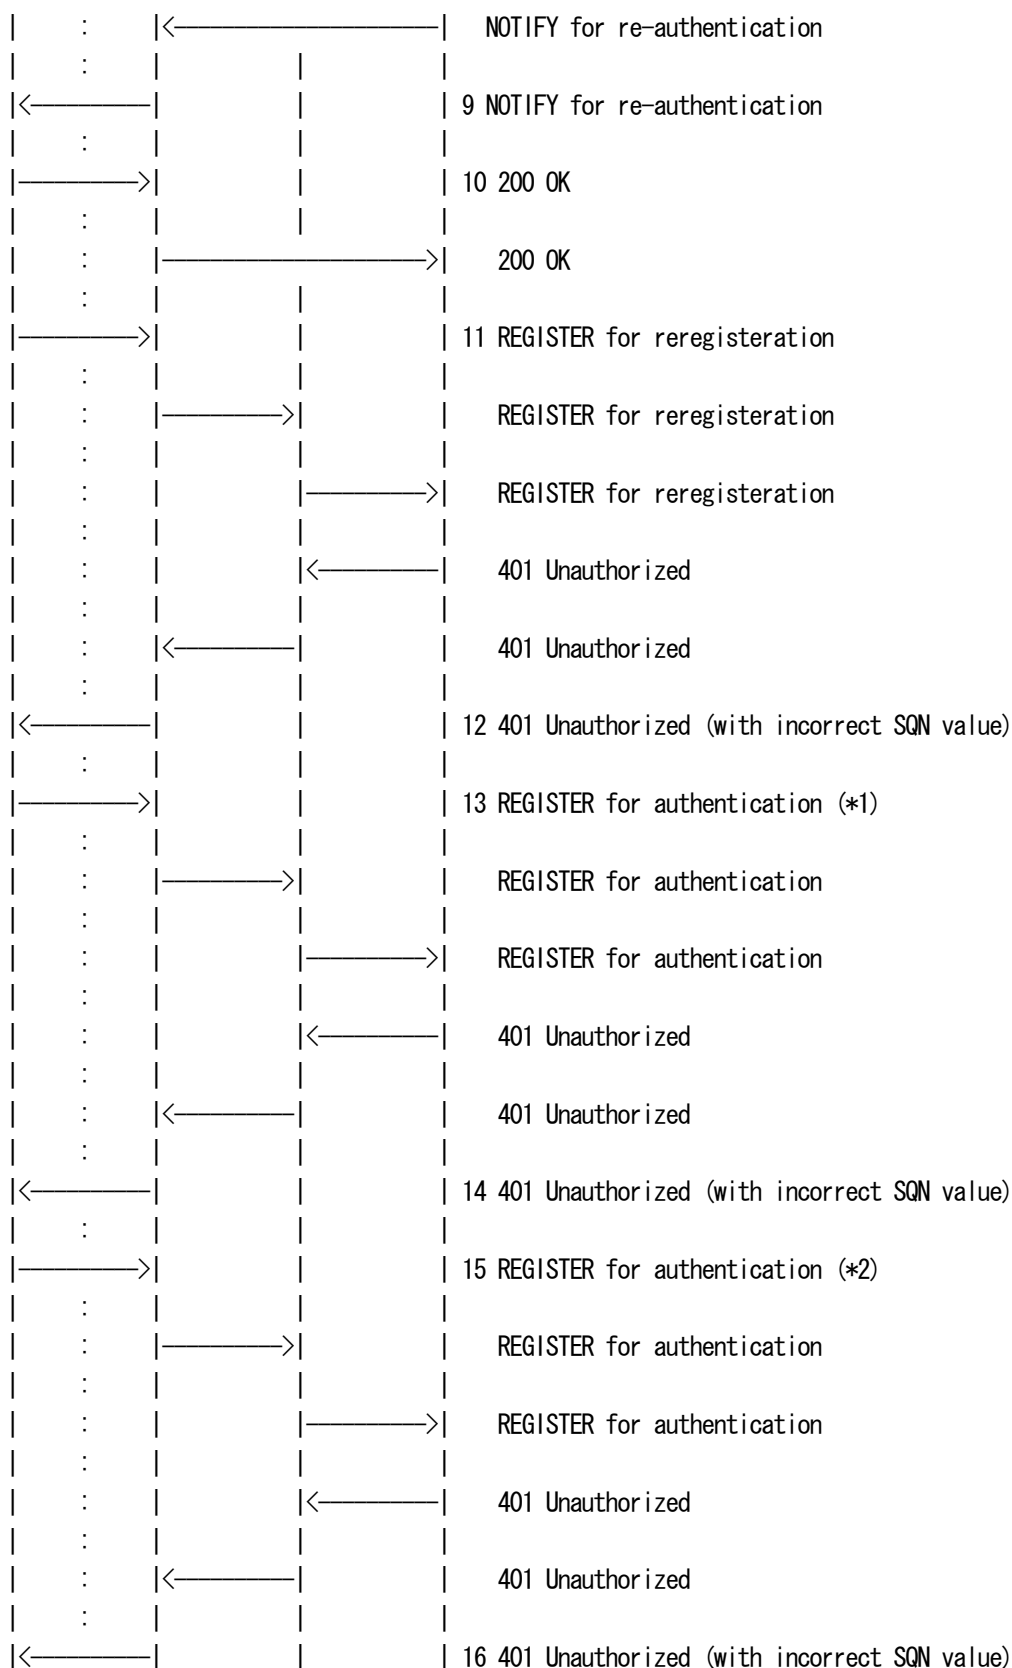 NOTIFY for re-authentication
9 NOTIFY for re-authentication
10 200 OK
200 OK
11 REGISTER for reregisteration
REGISTER for reregisteration
REGISTER for reregisteration
401 Unauthorized
401 Unauthorized
12 401 Unauthorized (with incorrect SQN value)
13 REGISTER for authentication (*1)
REGISTER for authentication
REGISTER for authentication
401 Unauthorized
401 Unauthorized
14 401 Unauthorized (with incorrect SQN value)
15 REGISTER for authentication (*2)
REGISTER for authentication
REGISTER for authentication
401 Unauthorized
401 Unauthorized
16 401 Unauthorized (with incorrect SQN value)